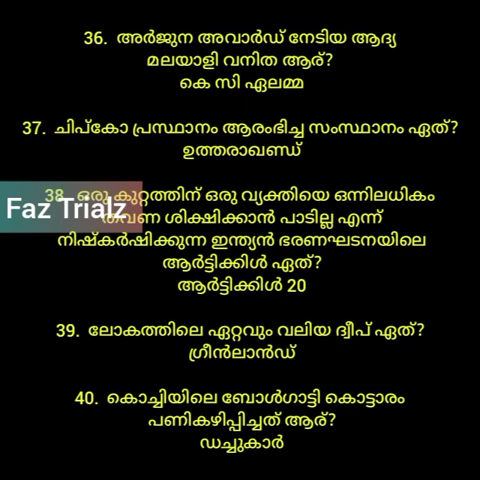 36. അർജുന അവാർഡ് നേടിയ ആദ്യ
മലയാളി വനിത ആര്?
കെ സി ഏലമ്മ
37. ചിപ്കോ പ്രസ്ഥാനം ആരംഭിച്ച സംസ്ഥാനം ഏത്?
ഉത്തരാഖണ്ഡ്
38. ഒരു കുറ്റത്തിന് ഒരു വ്യക്തിയെ ഒന്നിലധികം
Faz Trialz
തവണ ശിക്ഷിക്കാൻ പാടില്ല എന്ന്
നിഷ്കർഷിക്കുന്ന ഇന്ത്യൻ ഭരണഘടനയിലെ
ആർട്ടിക്കിൾ ഏത്?
ആർട്ടിക്കിൾ 20
39. ലോകത്തിലെ ഏറ്റവും വലിയ ദ്വീപ് ഏത്?
ഗ്രീൻലാൻഡ്
40. കൊച്ചിയിലെ ബോൾഗാട്ടി കൊട്ടാരം
പണികഴിപ്പിച്ചത് ആര്?
ഡച്ചുകാർ